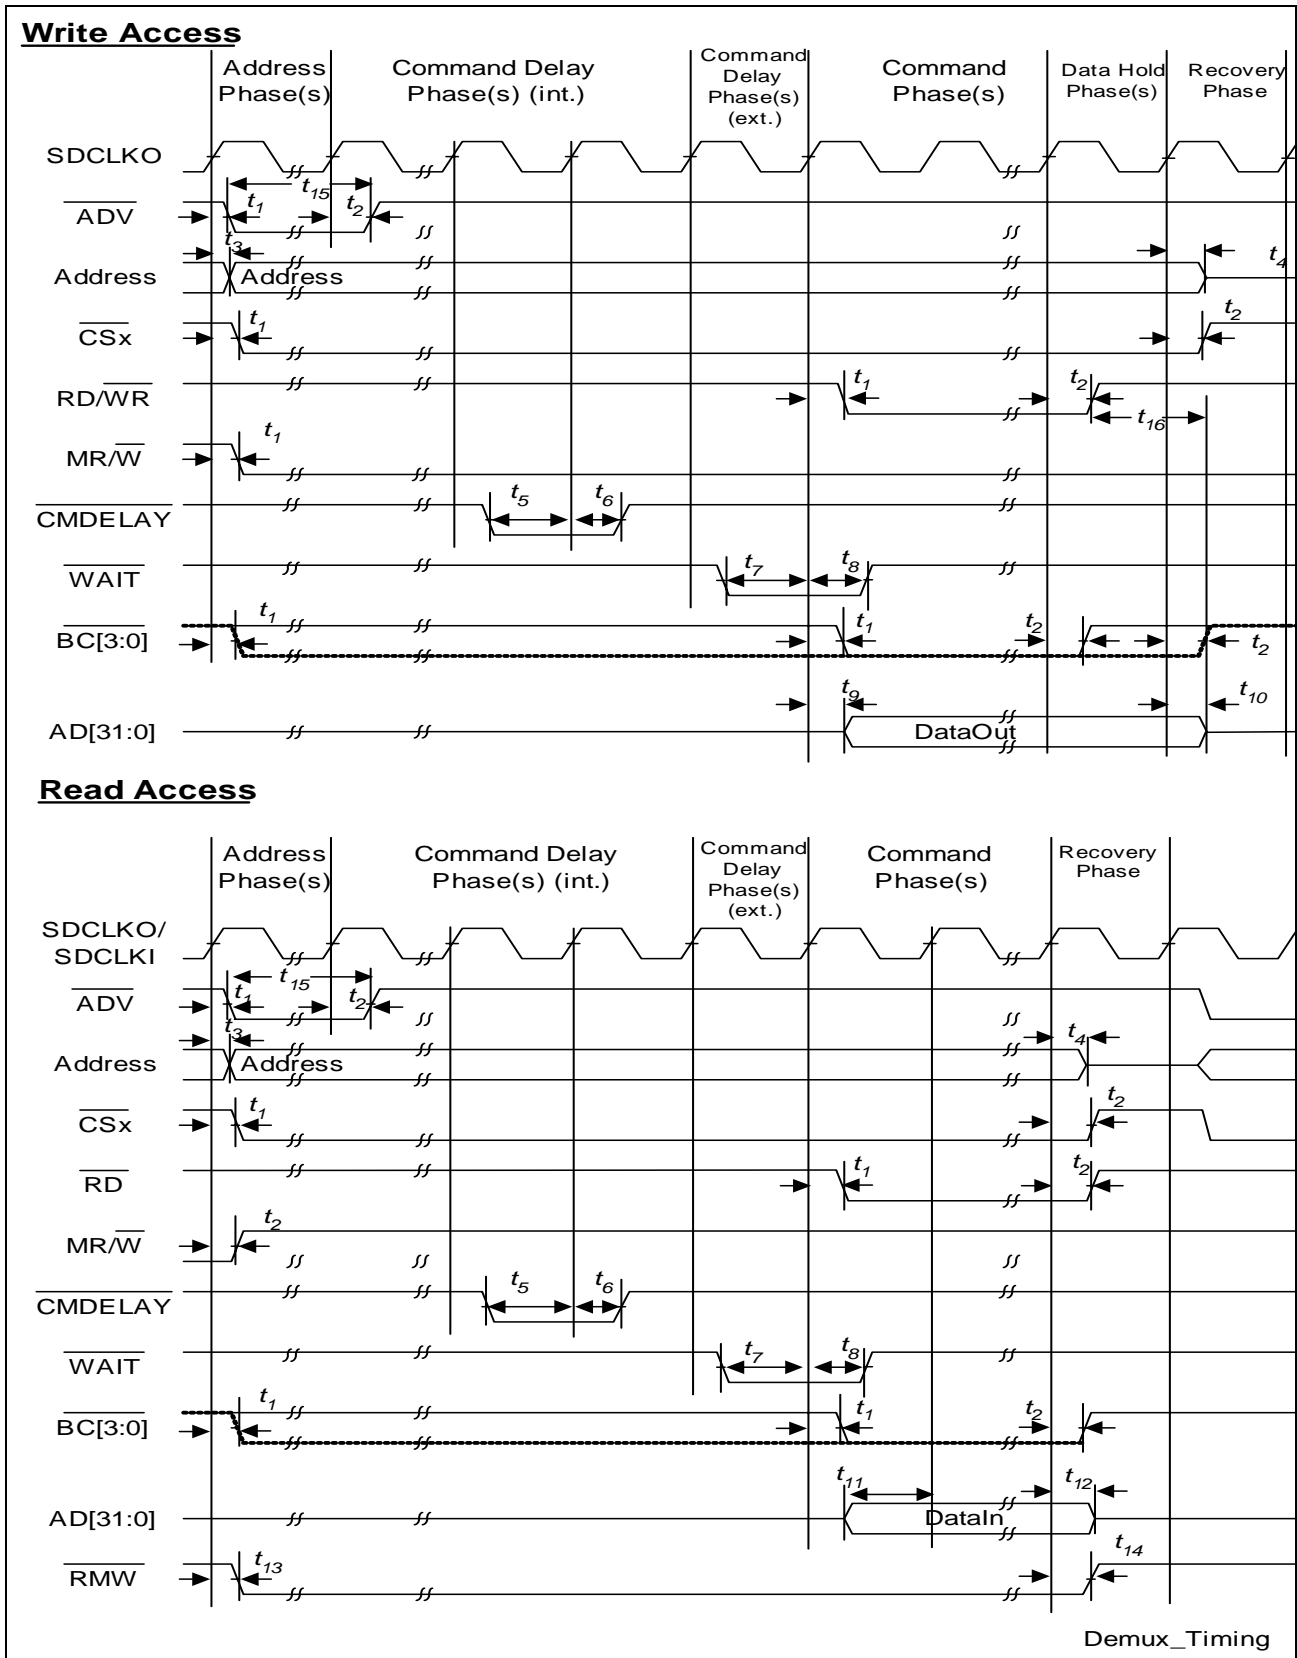 Write Access
Address Phase(s)
Command Delay Phase(s) (int.)
Command Delay Phase(s) (ext.)
Command Phase(s)
Data Hold Phase(s)
Recovery Phase
SDCLKO
t15
ADV t1 t2
t3
Address Address t4
CSx t1 t2
RD/WR t1 t2
t16
MR/W t1
CMDELAY t5 t6
WAIT t7 t8
BC[3:0] t1 t1 t2 t2
t9 t10
AD[31:0] DataOut
Read Access
Address Phase(s)
Command Delay Phase(s) (int.)
Command Delay Phase(s) (ext.)
Command Phase(s)
Recovery Phase
SDCLKO/
SDCLKI
t15
ADV t1 t2
t3 t4
Address Address
CSx t1 t2
RD t1 t2
MR/W t2
CMDELAY t5 t6
WAIT t7 t8
BC[3:0] t1 t1 t2
t11 t12
AD[31:0] DataIn
RMW t13 t14
Demux_Timing